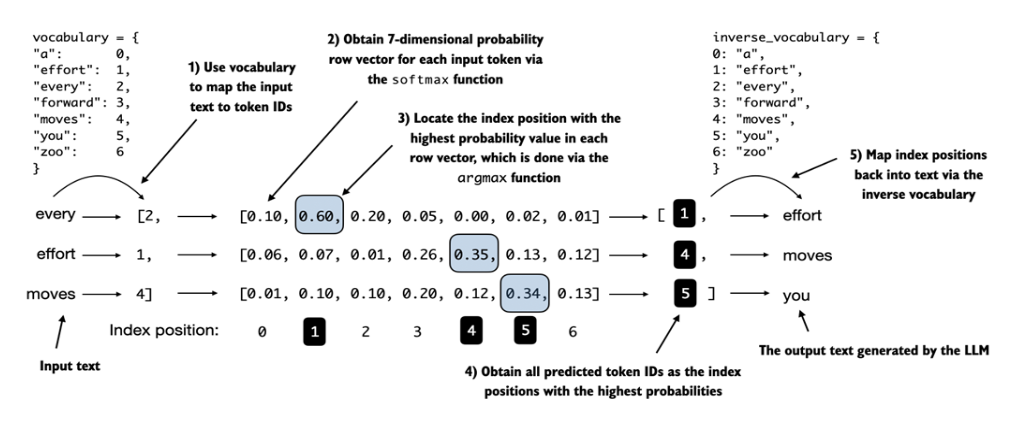 vocabulary = {
"a": 0,
"effort": 1,
"every": 2,
"forward": 3,
"moves": 4,
"you": 5,
"zoo": 6
}
1) Use vocabulary
to map the input
text to token IDs
2) Obtain 7-dimensional probability
row vector for each input token via
the softmax function
3) Locate the index position with the
highest probability value in each
row vector, which is done via the
argmax function
inverse_vocabulary = {
0: "a",
1: "effort",
2: "every",
3: "forward",
4: "moves",
5: "you",
6: "zoo"
}
5) Map index positions
back into text via the
inverse vocabulary
every [2, [0.10, 0.60, 0.20, 0.05, 0.00, 0.02, 0.01] [ 1 , effort
effort 1, [0.06, 0.07, 0.01, 0.26, 0.35, 0.13, 0.12] 4 , moves
moves 4] [0.01, 0.10, 0.10, 0.20, 0.12, 0.34, 0.13] 5 ] you
Index position: 0 1 2 3 4 5 6
Input text
The output text generated by the LLM
4) Obtain all predicted token IDs as the index
positions with the highest probabilities